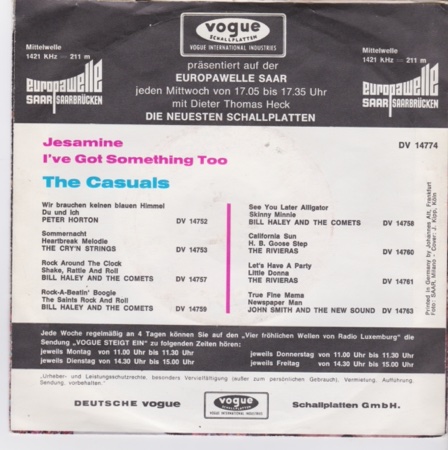 vogue
SCHALLPLATTEN
VOGUE INTERNATIONAL INDUSTRIES
Mittelwelle
1421 KHz — 211 m
europawelle
SAAR SAARBRÜCKEN
präsentiert auf der
EUROPAWELLE SAAR
jeden Mittwoch von 17.05 bis 17.35 Uhr
mit Dieter Thomas Heck
DIE NEUESTEN SCHALLPLATTEN
Mittelwelle
1421 KHz — 211 m
europawelle
SAAR SAARBRÜCKEN
Jesamine
I've Got Something Too
The Casuals
DV 14774
Wir brauchen keinen blauen Himmel
Du und ich
PETER HORTON DV 14752
Sommernacht
Heartbreak Melodie
THE CRY'N STRINGS DV 14753
Rock Around The Clock
Shake, Rattle And Roll
BILL HALEY AND THE COMETS DV 14757
Rock-A-Beatin' Boogie
The Saints Rock And Roll
BILL HALEY AND THE COMETS DV 14759
See You Later Alligator
Skinny Minnie
BILL HALEY AND THE COMETS DV 14758
California Sun
H. B. Goose Step
THE RIVIERAS DV 14760
Let's Have A Party
Little Donna
THE RIVIERAS DV 14761
True Fine Mama
Newspaper Man
JOHN SMITH AND THE NEW SOUND DV 14763
Printed in Germany by Johannes Alt, Frankfurt
Foto: SAAR, Milano - Cover: J. Kopp, Köln
Jede Woche regelmäßig an 4 Tagen können Sie auf den „Vier fröhlichen Wellen von Radio Luxemburg" die
Sendung „VOGUE STEIGT EIN" zu folgenden Zeiten hören:
jeweils Montag von 11.00 Uhr bis 11.30 Uhr
jeweils Dienstag von 14.30 Uhr bis 15.00 Uhr
jeweils Donnerstag von 11.00 Uhr bis 11.30 Uhr
jeweils Freitag von 14.30 Uhr bis 15.00 Uhr
„Urheber- und Leistungsschutzrechte, besonders Vervielfältigung (außer zum persönlichen Gebrauch), Vermietung, Aufführung,
Sendung, vorbehalten."
DEUTSCHE vogue
vogue
SCHALLPLATTEN
VOGUE INTERNATIONAL INDUSTRIES
Schallplatten GmbH.